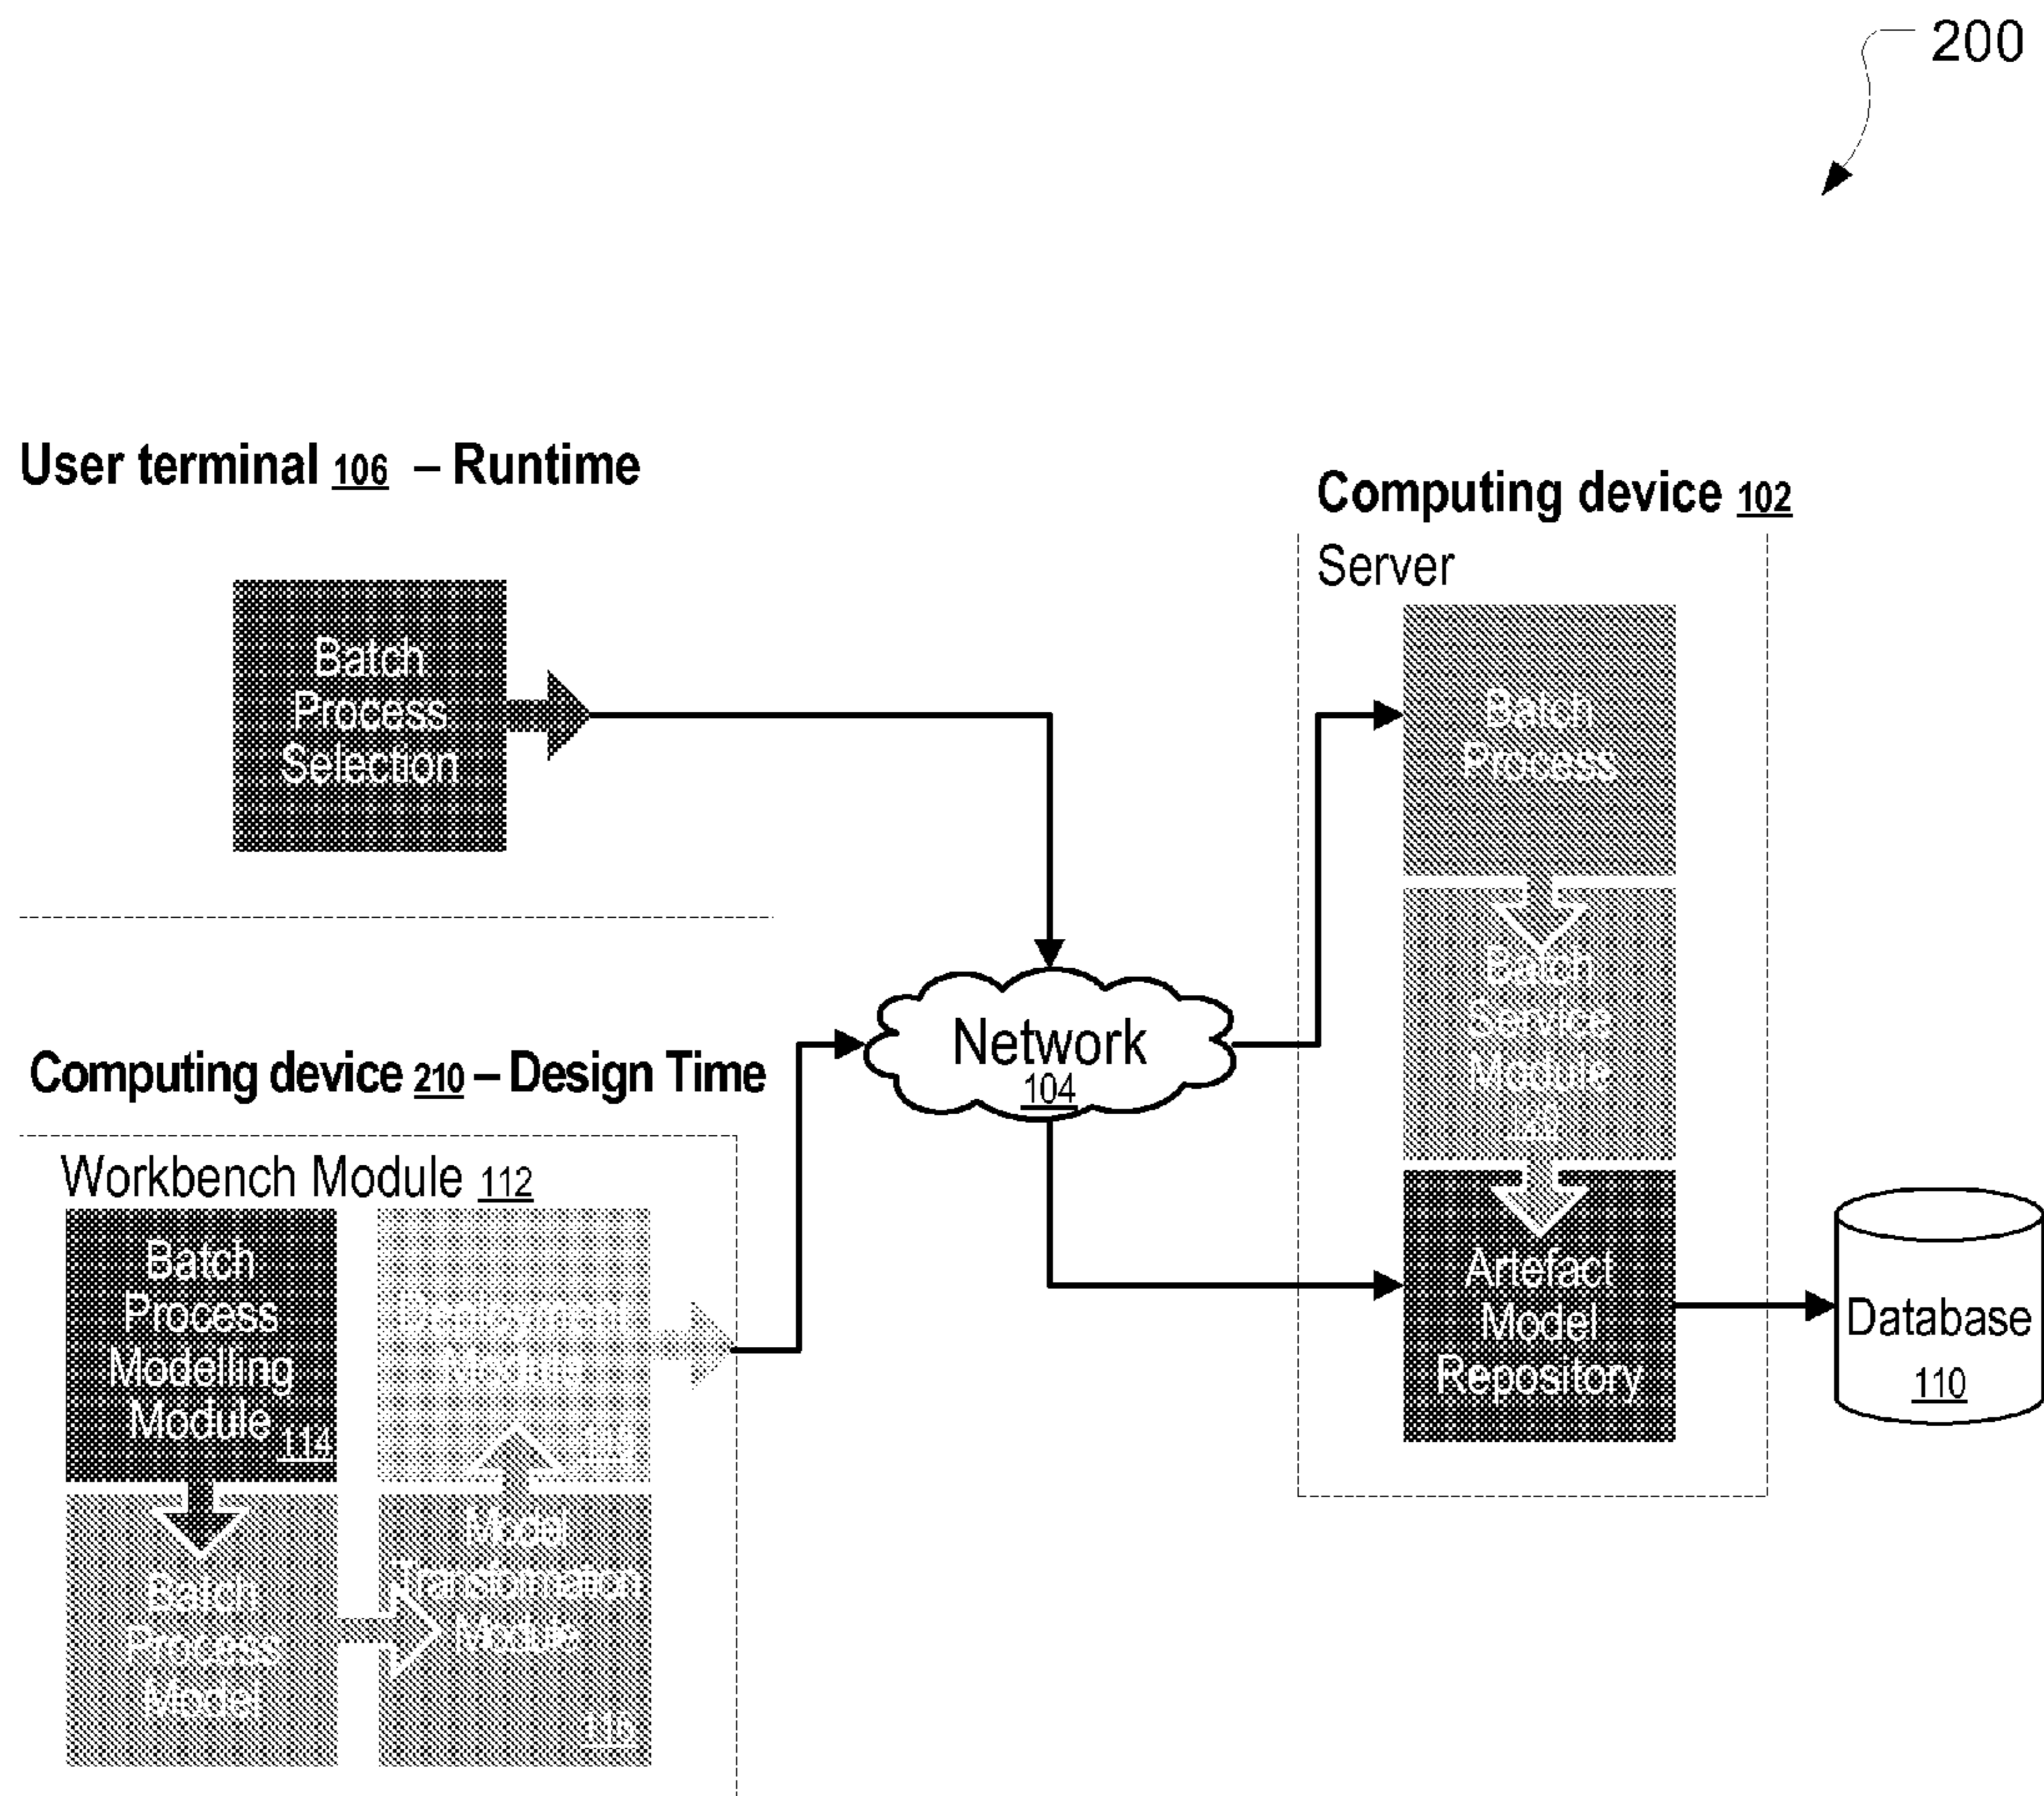 200
User terminal 106 – Runtime
Batch
Process
Selection
Computing device 102
Server
Batch
Process
Batch
Service
Module
Artefact
Model
Repository
Database
110
Network
104
Computing device 210 – Design Time
Workbench Module 112
Batch
Process
Modelling
Module
114
Deployment
Module
Batch
Process
Model
Model
Transformation
Module
116